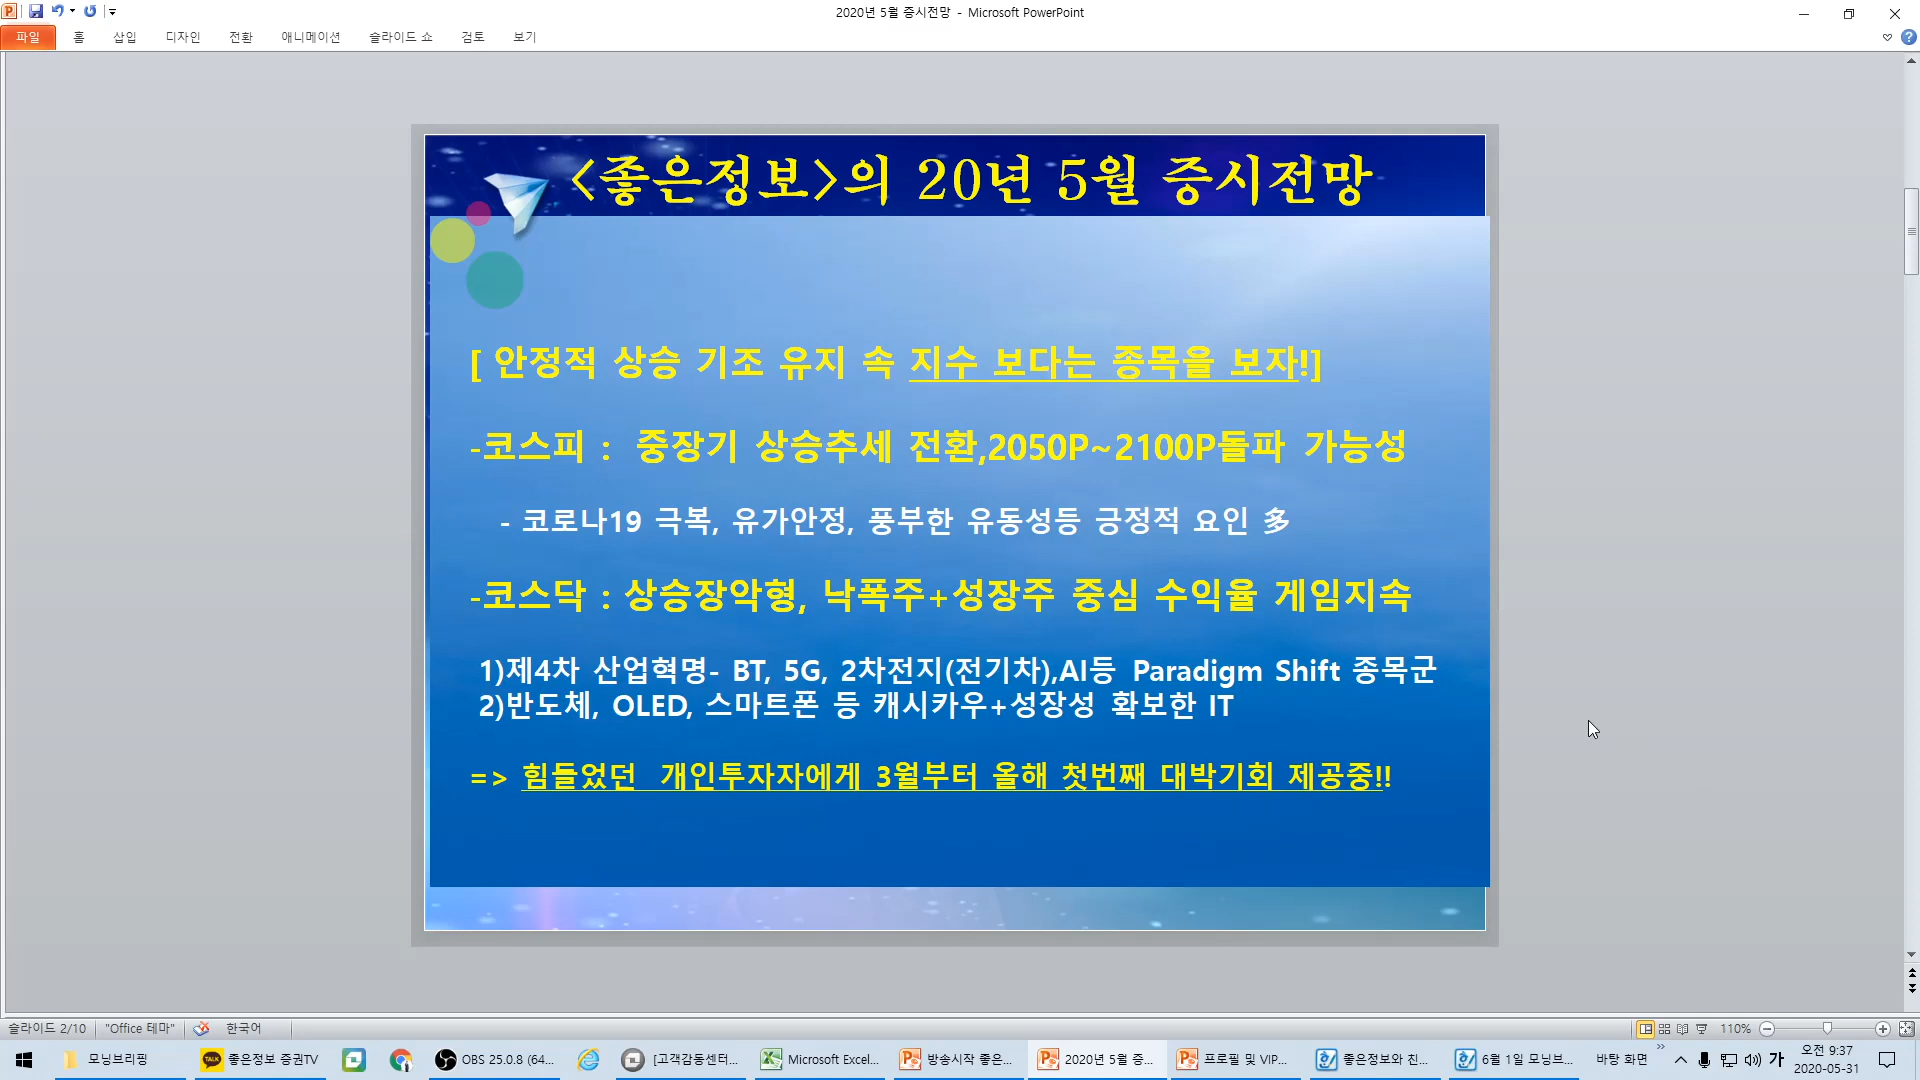 2020년 5월 증시전망 - Microsoft PowerPoint
파일 홈 삽입 디자인 전환 애니메이션 슬라이드 쇼 검토 보기
<좋은정보>의 20년 5월 증시전망
[ 안정적 상승 기조 유지 속 지수 보다는 종목을 보자!]
-코스피 : 중장기 상승추세 전환,2050P~2100P돌파 가능성
- 코로나19 극복, 유가안정, 풍부한 유동성등 긍정적 요인 多
-코스닥 : 상승장악형, 낙폭주+성장주 중심 수익율 게임지속
1)제4차 산업혁명- BT, 5G, 2차전지(전기차),AI등 Paradigm Shift 종목군
2)반도체, OLED, 스마트폰 등 캐시카우+성장성 확보한 IT
=> 힘들었던 개인투자자에게 3월부터 올해 첫번째 대박기회 제공중!!
슬라이드 2/10 "Office 테마" 한국어 110%
모닝브리핑 TALK 좋은정보 증권TV OBS 25.0.8 (64... [고객감동센터... Microsoft Excel... 방송시작 좋은... 2020년 5월 증... 프로필 및 VIP... 좋은정보와 친... 6월 1일 모닝브... 바탕 화면 가 오전 9:37
2020-05-31